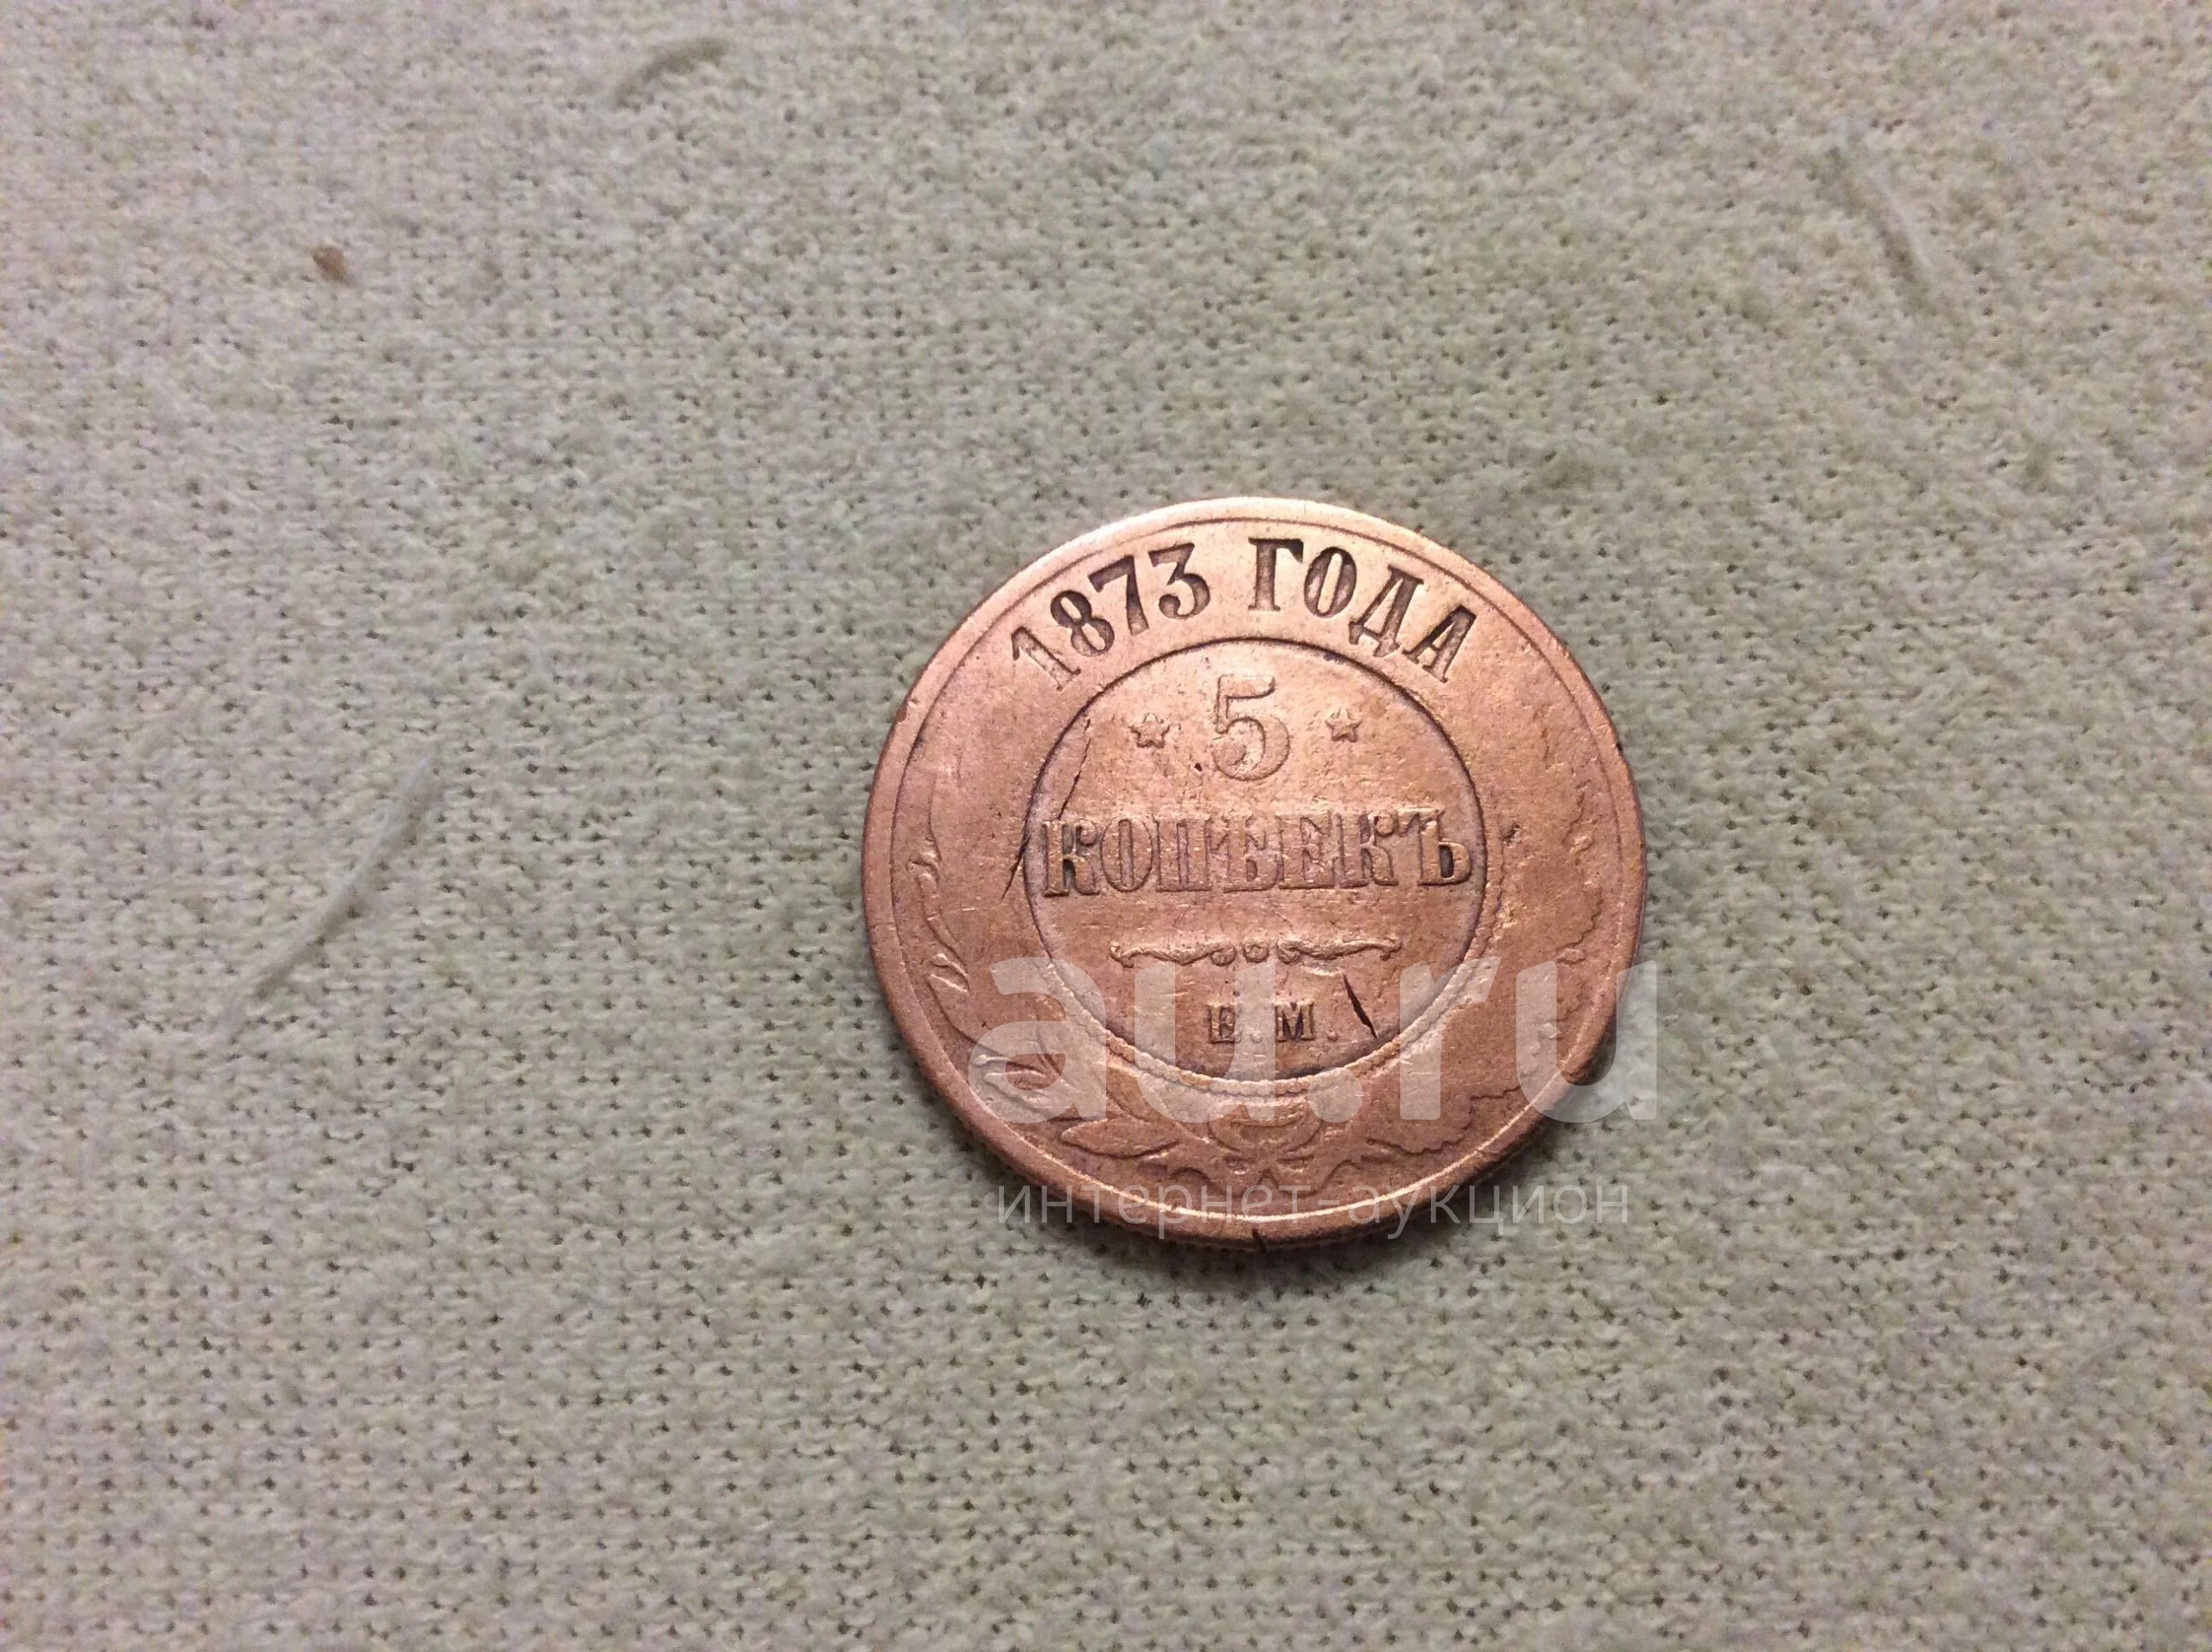 1873 ГОДА
5
КОПѢЕКЪ
Е.М.
au.ru
интернет-аукцион